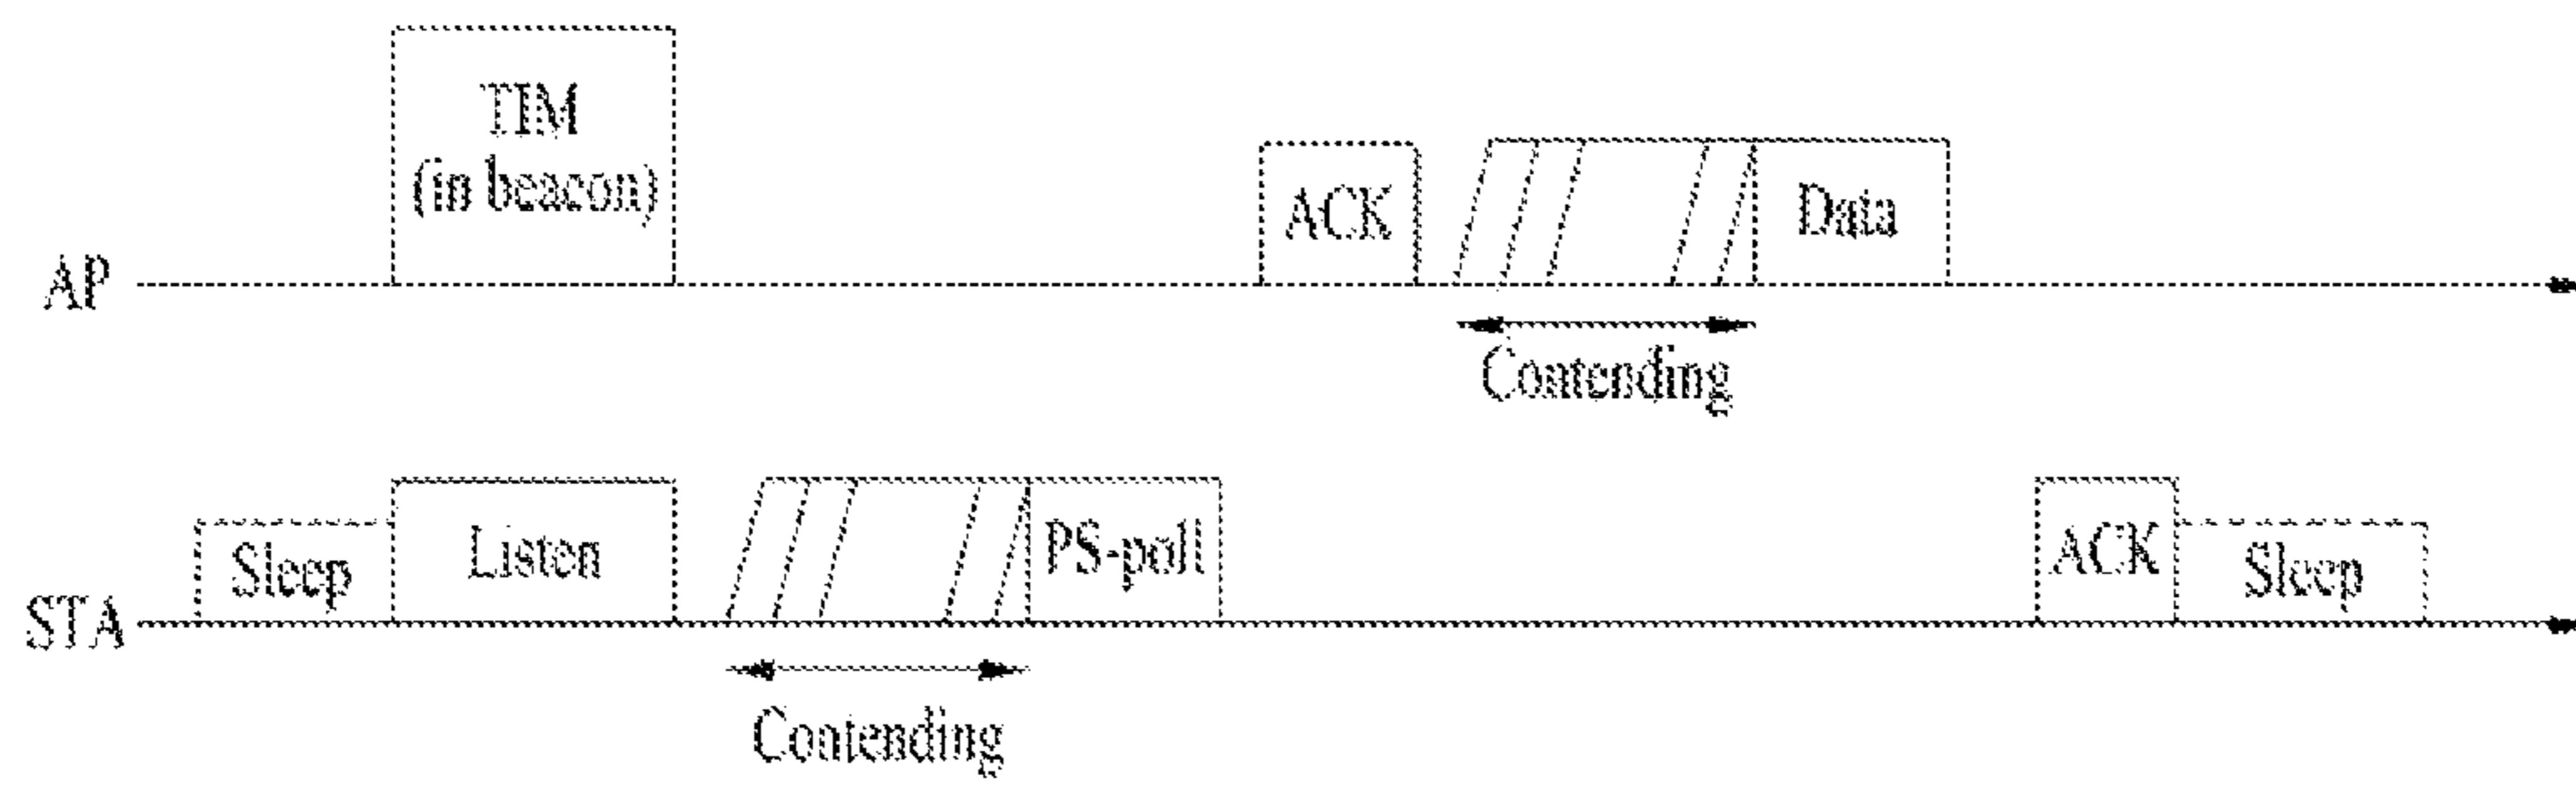 TIM
(in beacon)
ACK
Data
AP
Contending
Sleep
Listen
PS-poll
ACK
Sleep
STA
Contending